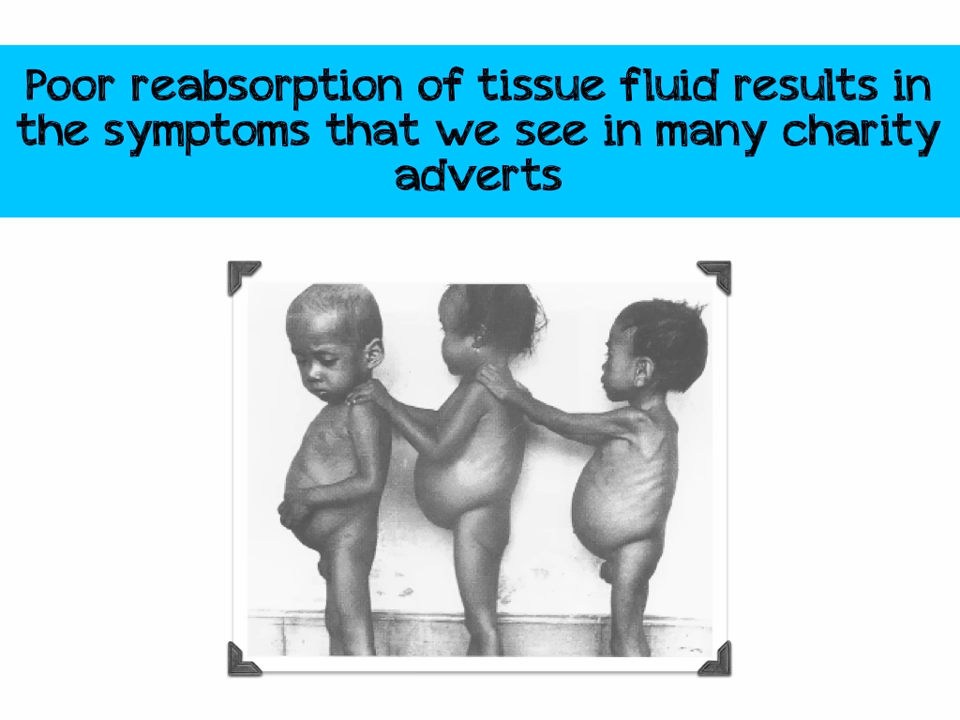 Poor reabsorption of tissue fluid results in
the symptoms that we see in many charity
adverts